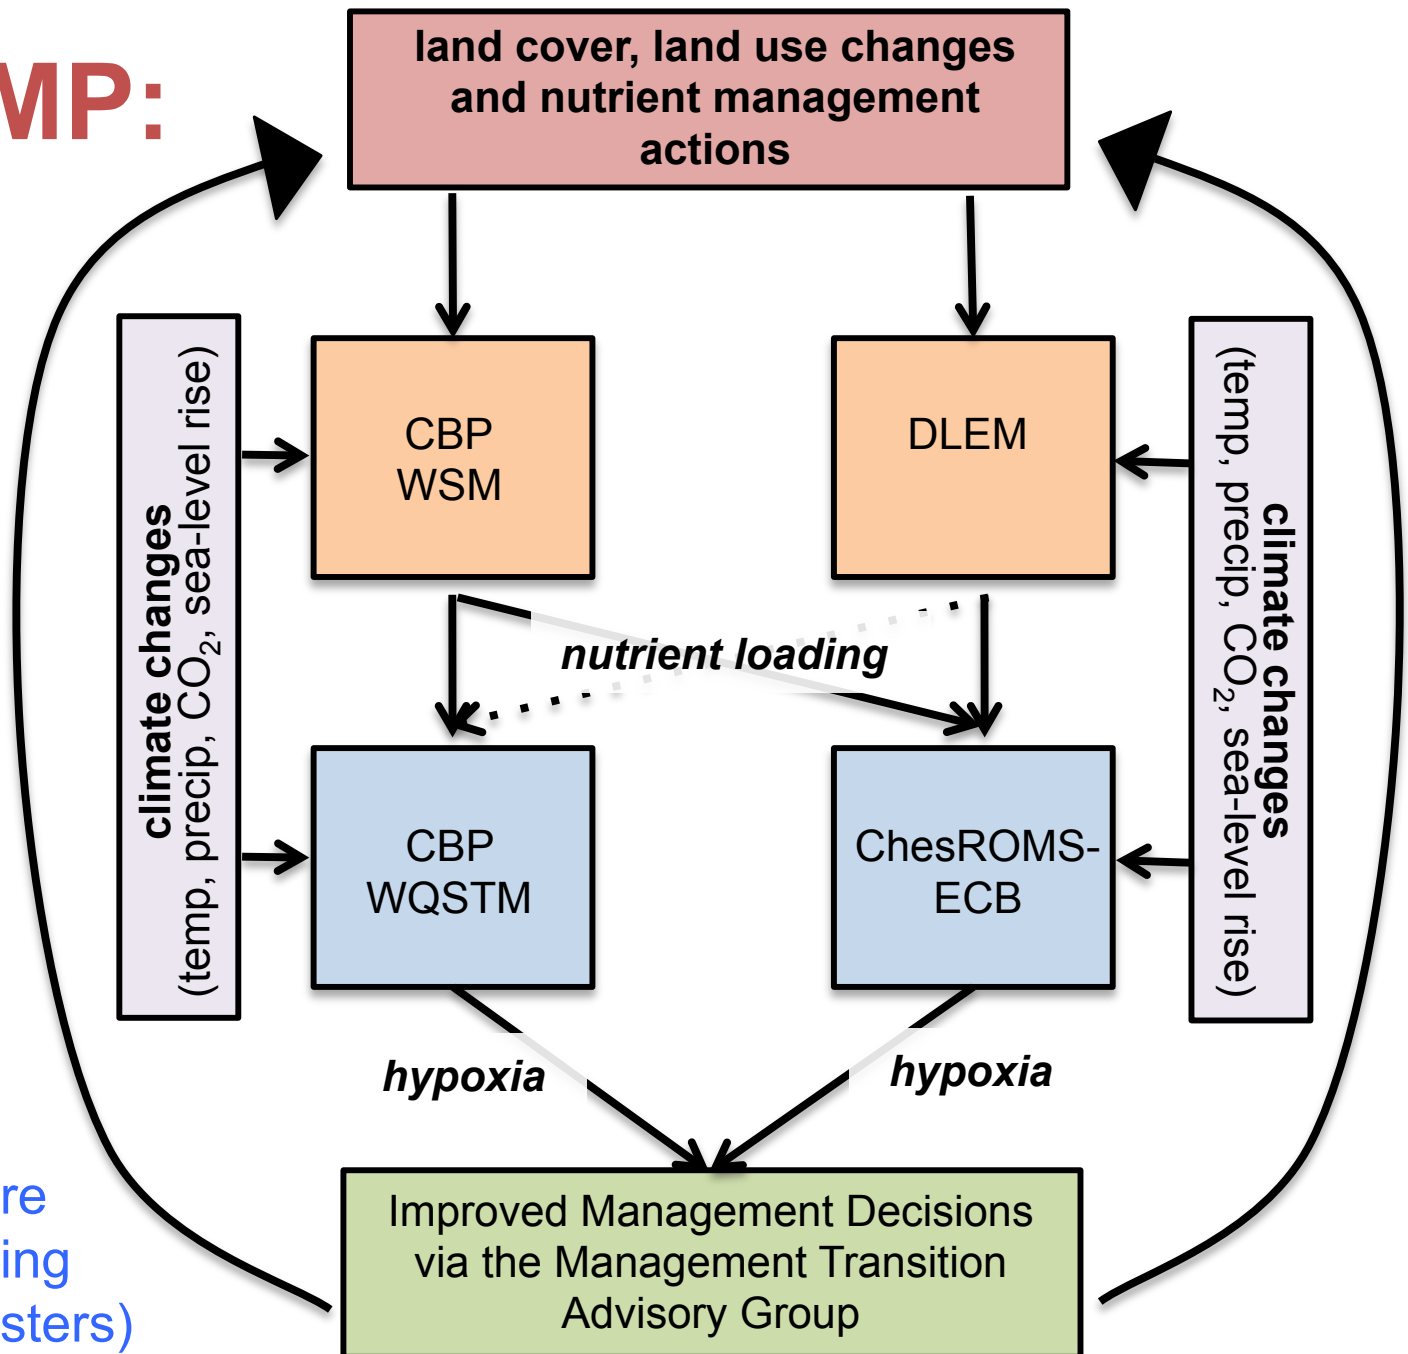 MP:
land cover, land use changes
and nutrient management
actions
climate changes
(temp, precip, CO₂, sea-level rise)
CBP
WSM
DLEM
climate changes
(temp, precip, CO₂, sea-level rise)
nutrient loading
CBP
WQSTM
ChesROMS-
ECB
hypoxia
hypoxia
re
ing
sters)
Improved Management Decisions
via the Management Transition
Advisory Group